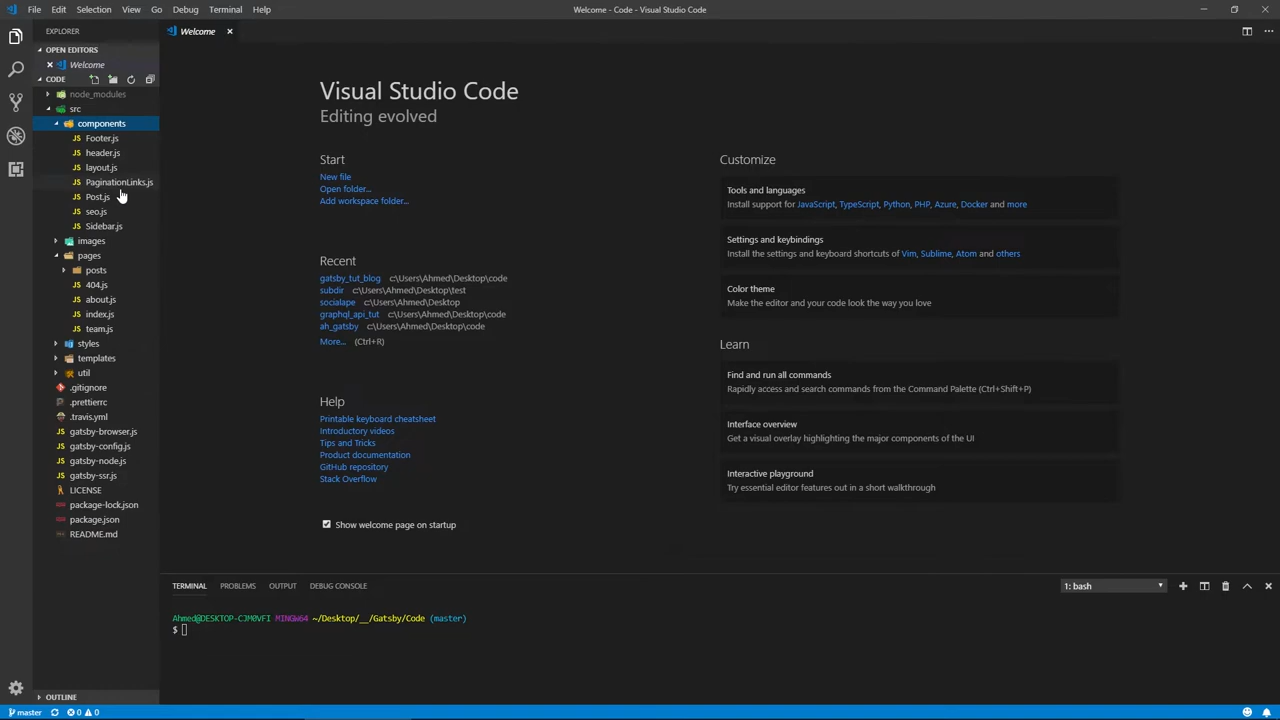 File Edit Selection View Go Debug Terminal Help
Welcome - Code - Visual Studio Code
EXPLORER
OPEN EDITORS
Welcome
CODE
node_modules
src
components
Footer.js
header.js
layout.js
PaginationLinks.js
Post.js
seo.js
Sidebar.js
images
pages
posts
404.js
about.js
index.js
team.js
styles
templates
util
.gitignore
.prettierrc
.travis.yml
gatsby-browser.js
gatsby-config.js
gatsby-node.js
gatsby-ssr.js
LICENSE
package-lock.json
package.json
README.md
OUTLINE
Welcome
Visual Studio Code
Editing evolved
Start
New file
Open folder...
Add workspace folder...
Recent
gatsby_tut_blog c:\Users\Ahmed\Desktop\code
subdir c:\Users\Ahmed\Desktop\test
socialape c:\Users\Ahmed\Desktop
graphql_api_tut c:\Users\Ahmed\Desktop\code
ah_gatsby c:\Users\Ahmed\Desktop\code
More... (Ctrl+R)
Help
Printable keyboard cheatsheet
Introductory videos
Tips and Tricks
Product documentation
GitHub repository
Stack Overflow
Show welcome page on startup
Customize
Tools and languages
Install support for JavaScript, TypeScript, Python, PHP, Azure, Docker and more
Settings and keybindings
Install the settings and keyboard shortcuts of Vim, Sublime, Atom and others
Color theme
Make the editor and your code look the way you love
Learn
Find and run all commands
Rapidly access and search commands from the Command Palette (Ctrl+Shift+P)
Interface overview
Get a visual overlay highlighting the major components of the UI
Interactive playground
Try essential editor features out in a short walkthrough
TERMINAL PROBLEMS OUTPUT DEBUG CONSOLE
1: bash
Ahmed@DESKTOP-CJM0VFI MINGW64 ~/Desktop/__/Gatsby/Code (master)
$
master 0 0